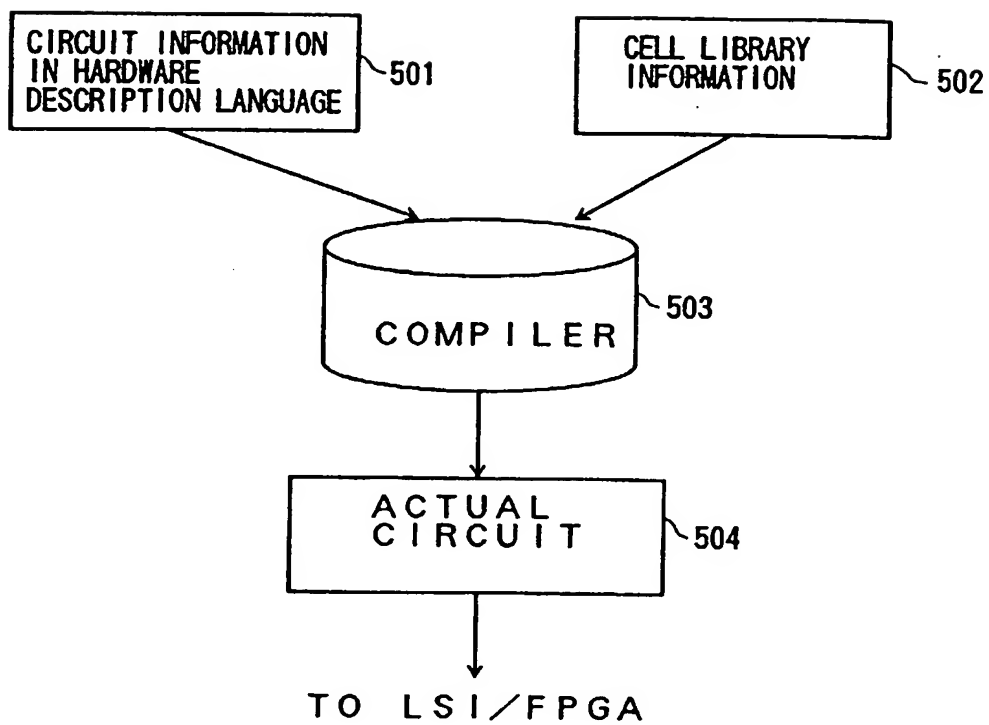 CIRCUIT INFORMATION
IN HARDWARE
DESCRIPTION LANGUAGE
501
CELL LIBRARY
INFORMATION
502
COMPILER
503
ACTUAL
CIRCUIT
504
TO LSI/FPGA